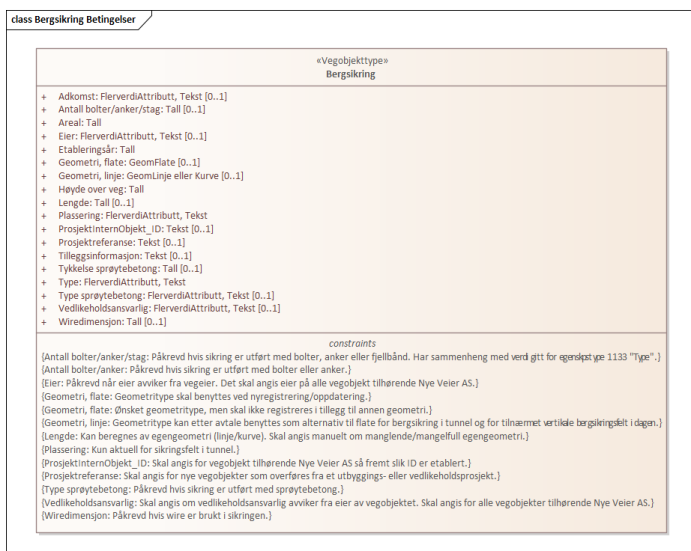 class Bergsikring Betingelser
«Vegobjekttype»
Bergsikring
+ Adkomst: FlerverdiAttributt, Tekst [0..1]
+ Antall bolter/anker/stag: Tall [0..1]
+ Areal: Tall
+ Eier: FlerverdiAttributt, Tekst [0..1]
+ Etableringsår: Tall
+ Geometri, flate: GeomFlate [0..1]
+ Geometri, linje: GeomLinje eller Kurve [0..1]
+ Høyde over veg: Tall
+ Lengde: Tall [0..1]
+ Plassering: FlerverdiAttributt, Tekst
+ ProsjektInternObjekt_ID: Tekst [0..1]
+ Prosjektreferanse: Tekst [0..1]
+ Tilleggsinformasjon: Tekst [0..1]
+ Tykkelse sprøytebetong: Tall [0..1]
+ Type: FlerverdiAttributt, Tekst
+ Type sprøytebetong: FlerverdiAttributt, Tekst [0..1]
+ Vedlikeholdsansvarlig: FlerverdiAttributt, Tekst [0..1]
+ Wiredimensjon: Tall [0..1]
constraints
{Antall bolter/anker/stag: Påkrevd hvis sikring er utført med bolter, anker eller fjellbånd. Har sammenheng med verdi gitt for egenskapstype 1133 "Type".}
{Antall bolter/anker: Påkrevd hvis sikring er utført med bolter eller anker.}
{Eier: Påkrevd når eier avviker fra vegeier. Det skal angis eier på alle vegobjekt tilhørende Nye Veier AS.}
{Geometri, flate: Geometritype skal benyttes ved nyregistrering/oppdatering.}
{Geometri, flate: Ønsket geometritype, men skal ikke registreres i tillegg til annen geometri.}
{Geometri, linje: Geometritype kan etter avtale benyttes som alternativ til flate for bergsikring i tunnel og for tilnærmet vertikale bergsikringsfelt i dagen.}
{Lengde: Kan beregnes av egengeometri (linje/kurve). Skal angis manuelt om manglende/mangelfull egengeometri.}
{Plassering: Kun aktuell for sikringsfelt i tunnel.}
{ProsjektInternObjekt_ID: Skal angis for vegobjekt tilhørende Nye Veier AS så fremt slik ID er etablert.}
{Prosjektreferanse: Skal angis for nye vegobjekter som overføres fra et utbyggings- eller vedlikeholdsprosjekt.}
{Type sprøytebetong: Påkrevd hvis sikring er utført med sprøytebetong.}
{Vedlikeholdsansvarlig: Skal angis om vedlikeholdsansvarlig avviker fra eier av vegobjektet. Skal angis for alle vegobjekter tilhørende Nye Veier AS.}
{Wiredimensjon: Påkrevd hvis wire er brukt i sikringen.}